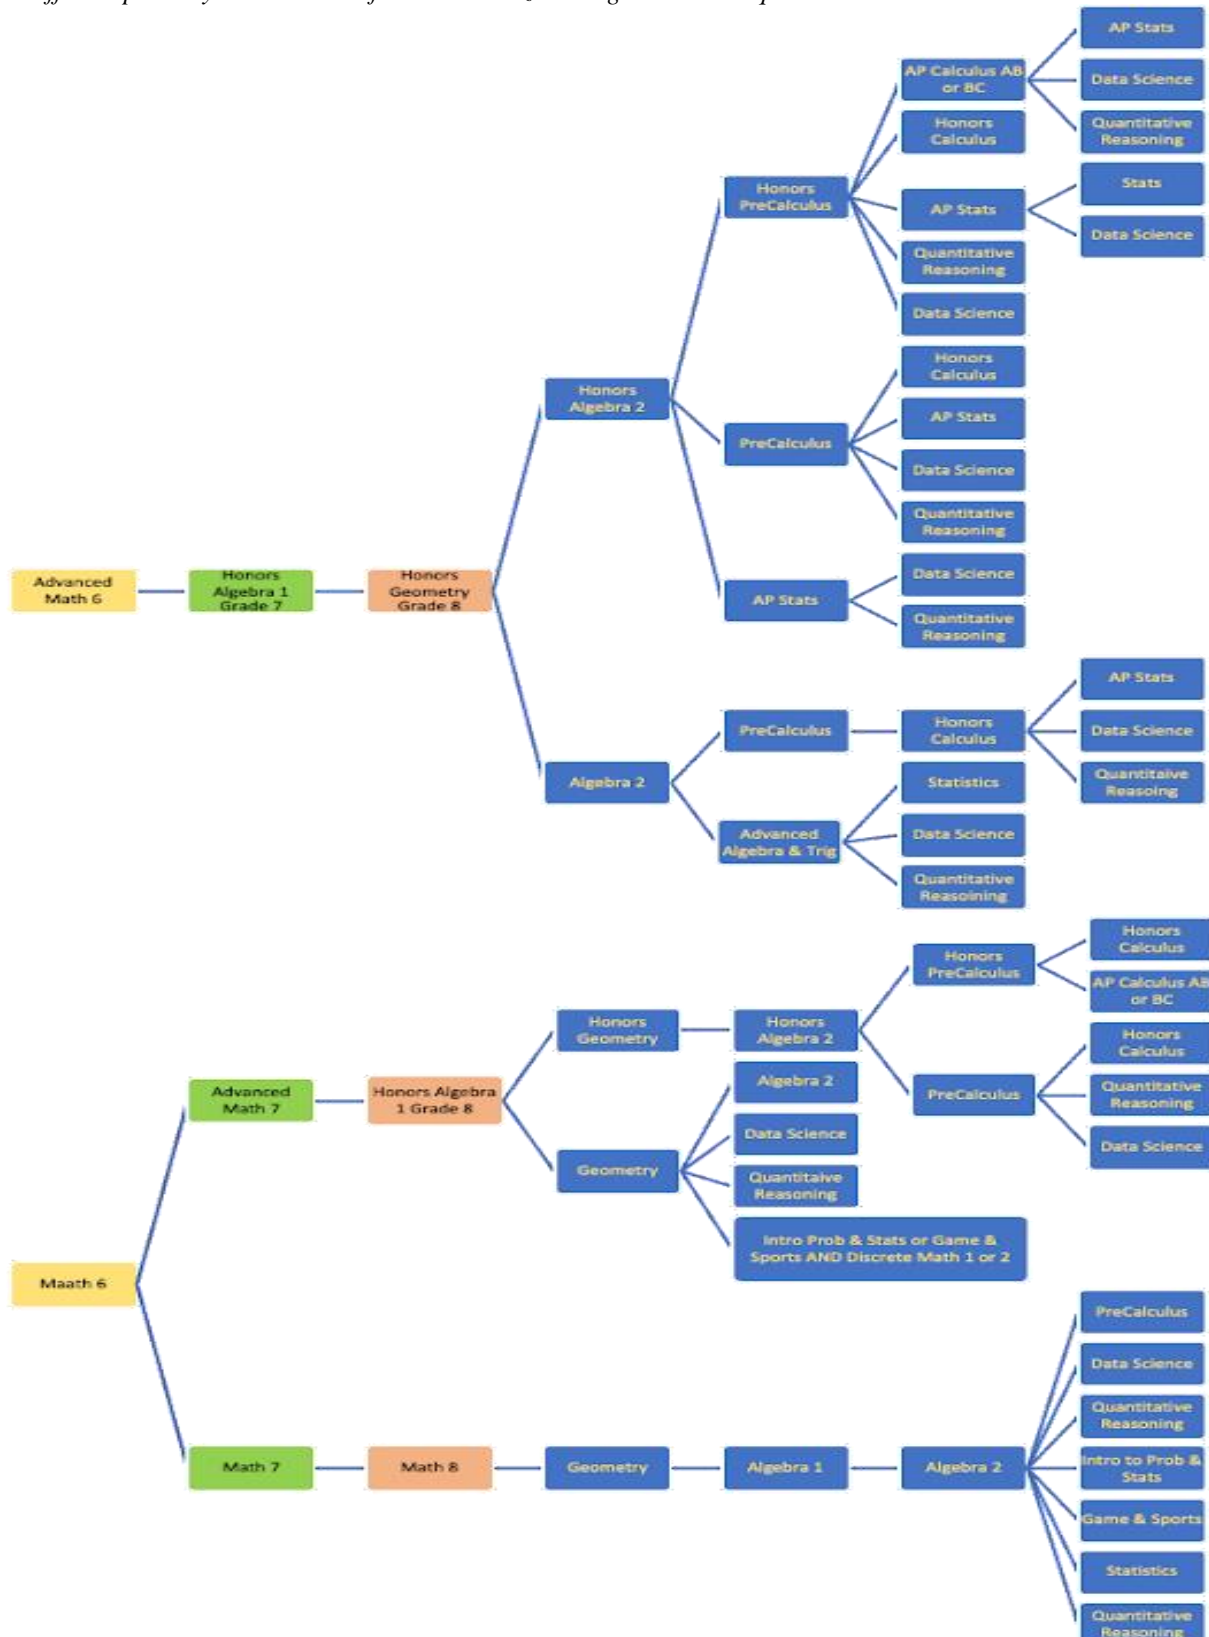 AP Stats
AP Calculus AB
or BC
Data Science
Honors
Calculus
Quantitative
Reasoning
Honors
PreCalculus
Stats
AP Stats
Data Science
Quantitative
Reasoning
Data Science
Honors
Calculus
Honors
Algebra 2
AP Stats
PreCalculus
Data Science
Quantitative
Reasoning
Advanced
Math 6
Honors
Algebra 1
Grade 7
Honors
Geometry
Grade 8
Data Science
AP Stats
Quantitative
Reasoning
AP Stats
PreCalculus
Honors
Calculus
Data Science
Algebra 2
Statistics
Quantitaive
Reasoing
Advanced
Algebra & Trig
Data Science
Quantitative
Reasoining
Honors
PreCalculus
Honors
Calculus
AP Calculus AB
or BC
Honors
Geometry
Honors
Algebra 2
Honors
Calculus
Advanced
Math 7
Honors Algebra
1 Grade 8
Algebra 2
PreCalculus
Quantitative
Reasoning
Data Science
Data Science
Geometry
Quantitaive
Reasoning
Intro Prob & Stats or Game &
Sports AND Discrete Math 1 or 2
Maath 6
PreCalculus
Data Science
Quantitative
Reasoning
Math 7
Math 8
Geometry
Algebra 1
Algebra 2
Intro to Prob &
Stats
Game & Sports
Statistics
Quantitative
Reasoning